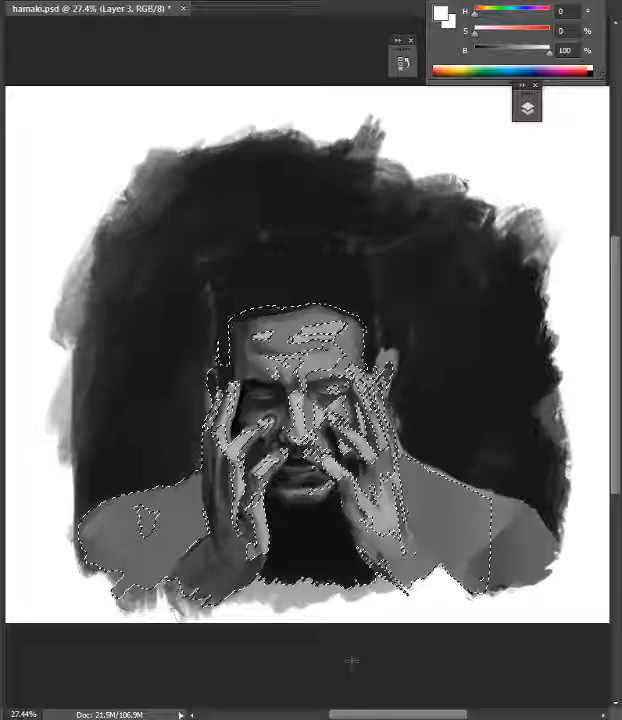 hamaki.psd @ 27.4% (Layer 3, RGB/8) * ×
H 0 °
S 0 %
B 100 %
27.44% Doc: 21.5M/106.9M